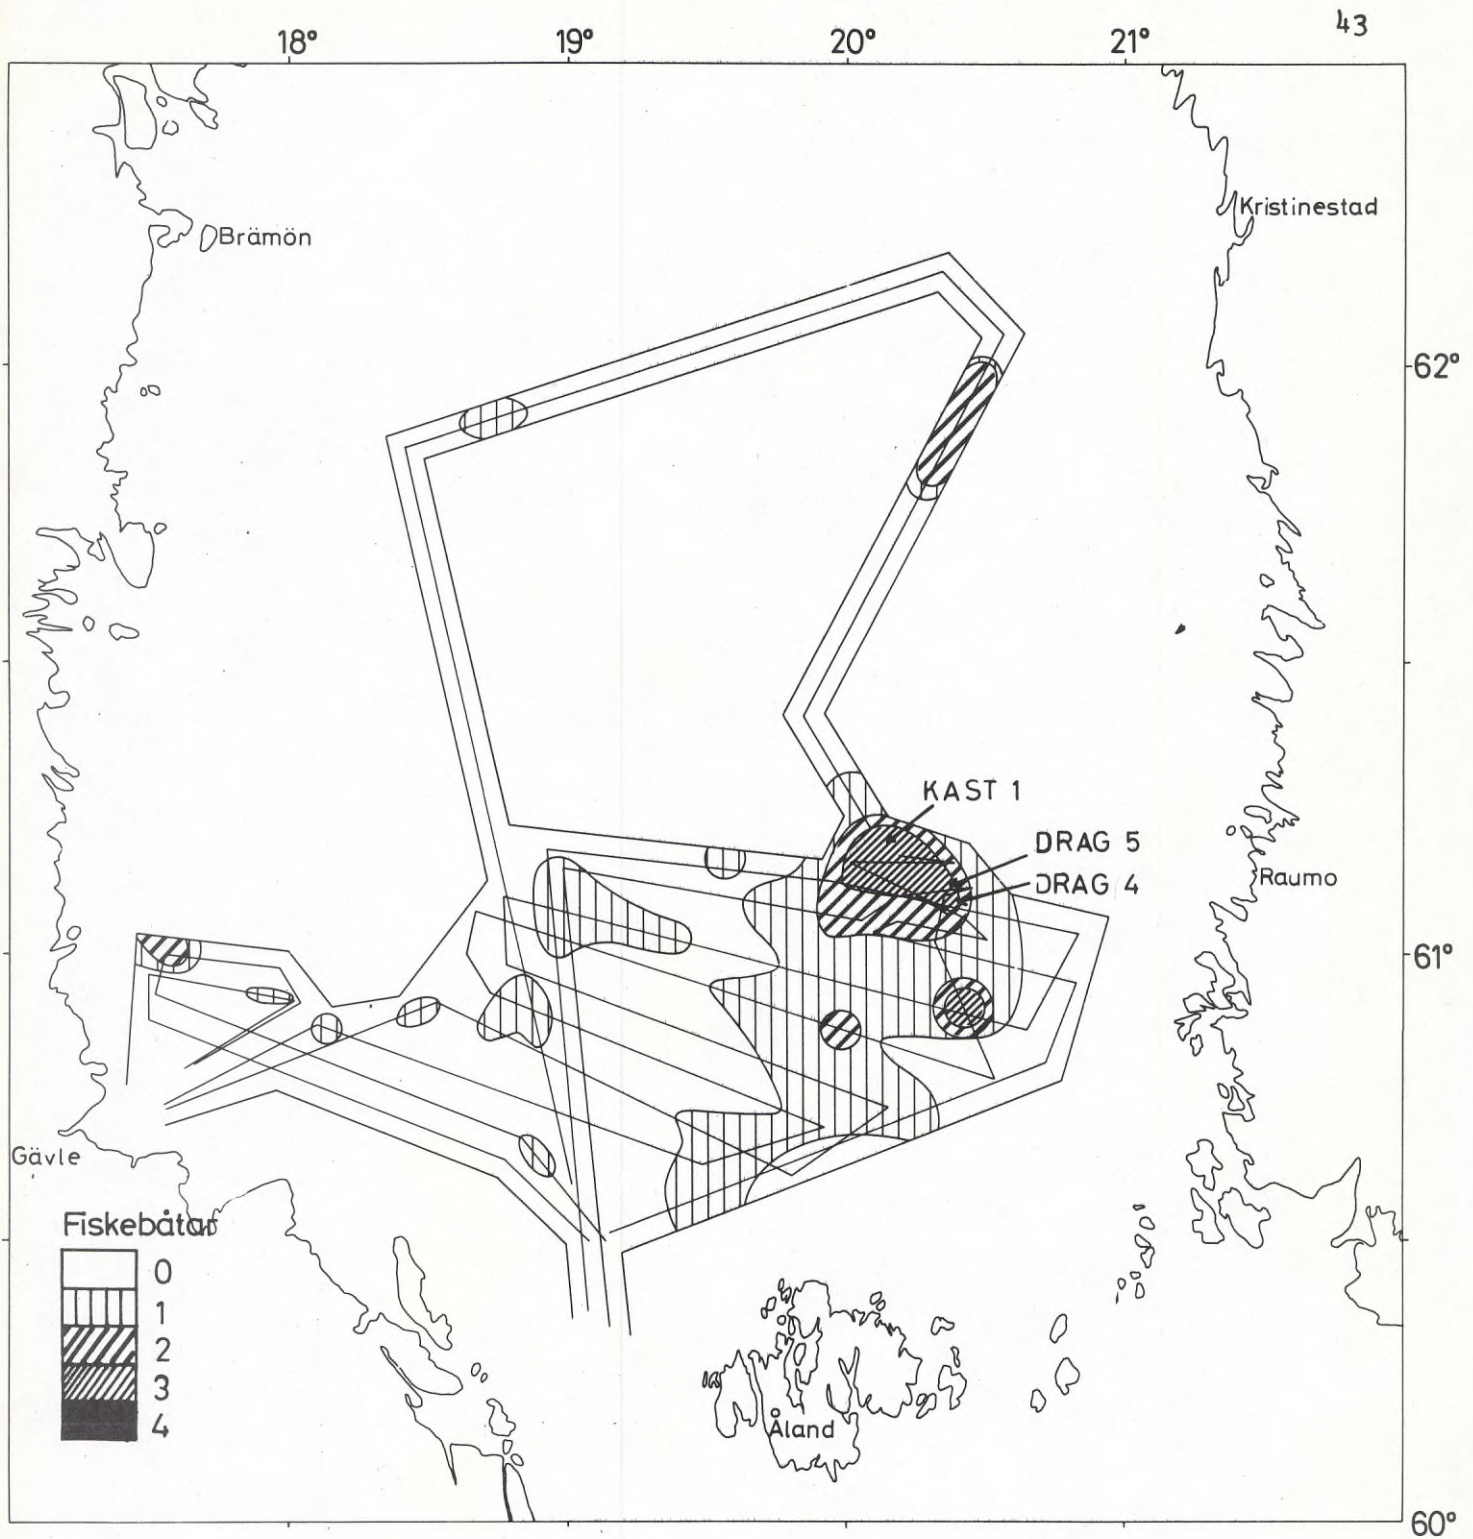 43
18° 19° 20° 21°
Kristinestad
Brämön
62°
KAST 1
DRAG 5
DRAG 4
Raumo
61°
Gävle
Fiskebåtar
0
1
2
3
4
Åland
60°